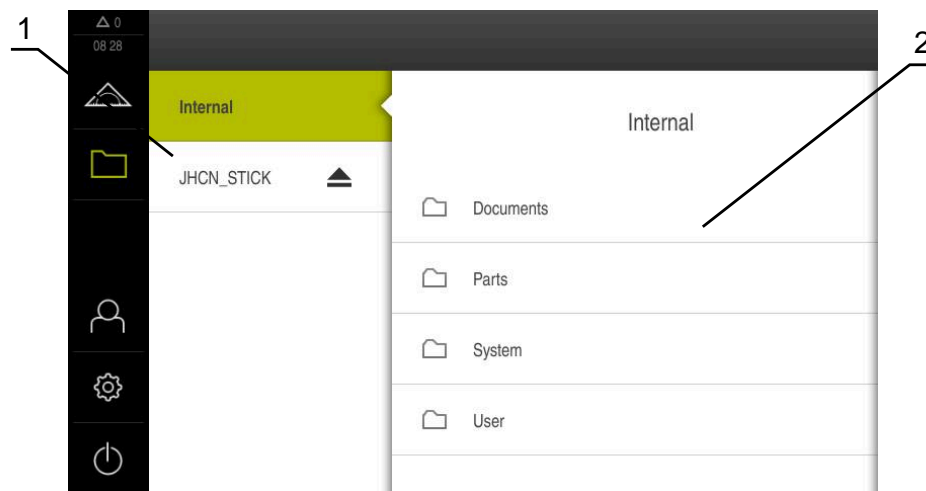 1
2
0
08 28
Internal
JHCN_STICK
Internal
Documents
Parts
System
User